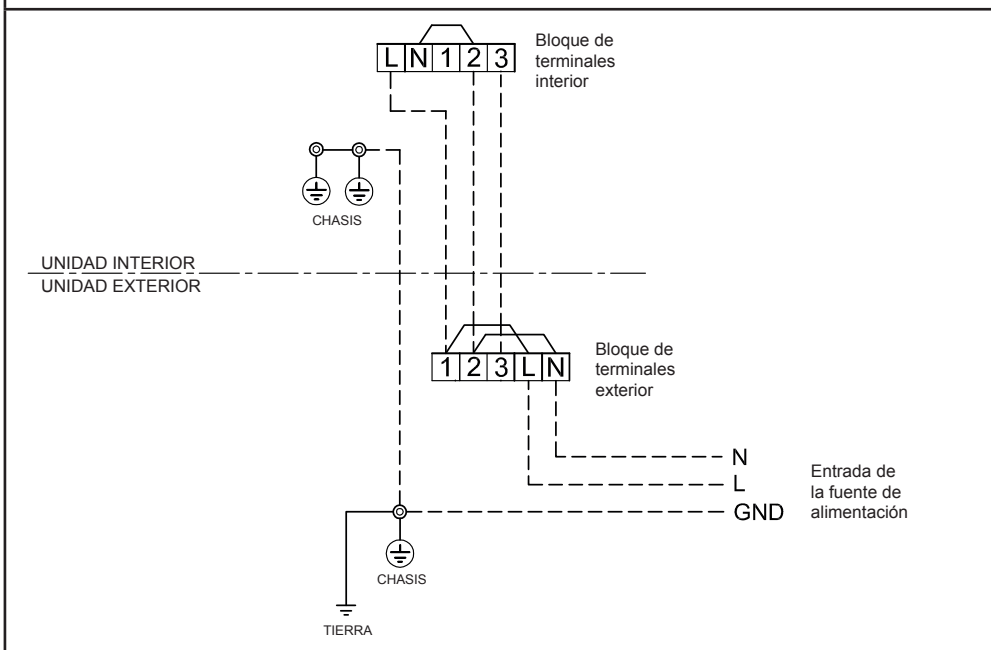 L N 1 2 3
Bloque de
terminales
interior
CHASIS
UNIDAD INTERIOR
UNIDAD EXTERIOR
1 2 3 L N
Bloque de
terminales
exterior
N
L
GND
Entrada de
la fuente de
alimentación
CHASIS
TIERRA